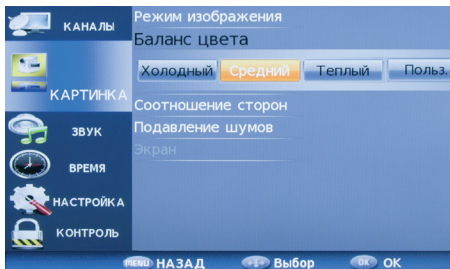 КАНАЛЫ
КАРТИНКА
ЗВУК
ВРЕМЯ
НАСТРОЙКА
КОНТРОЛЬ
Режим изображения
Баланс цвета
Холодный Средний Теплый Польз.
Соотношение сторон
Подавление шумов
Экран
MENU НАЗАД Выбор OK OK